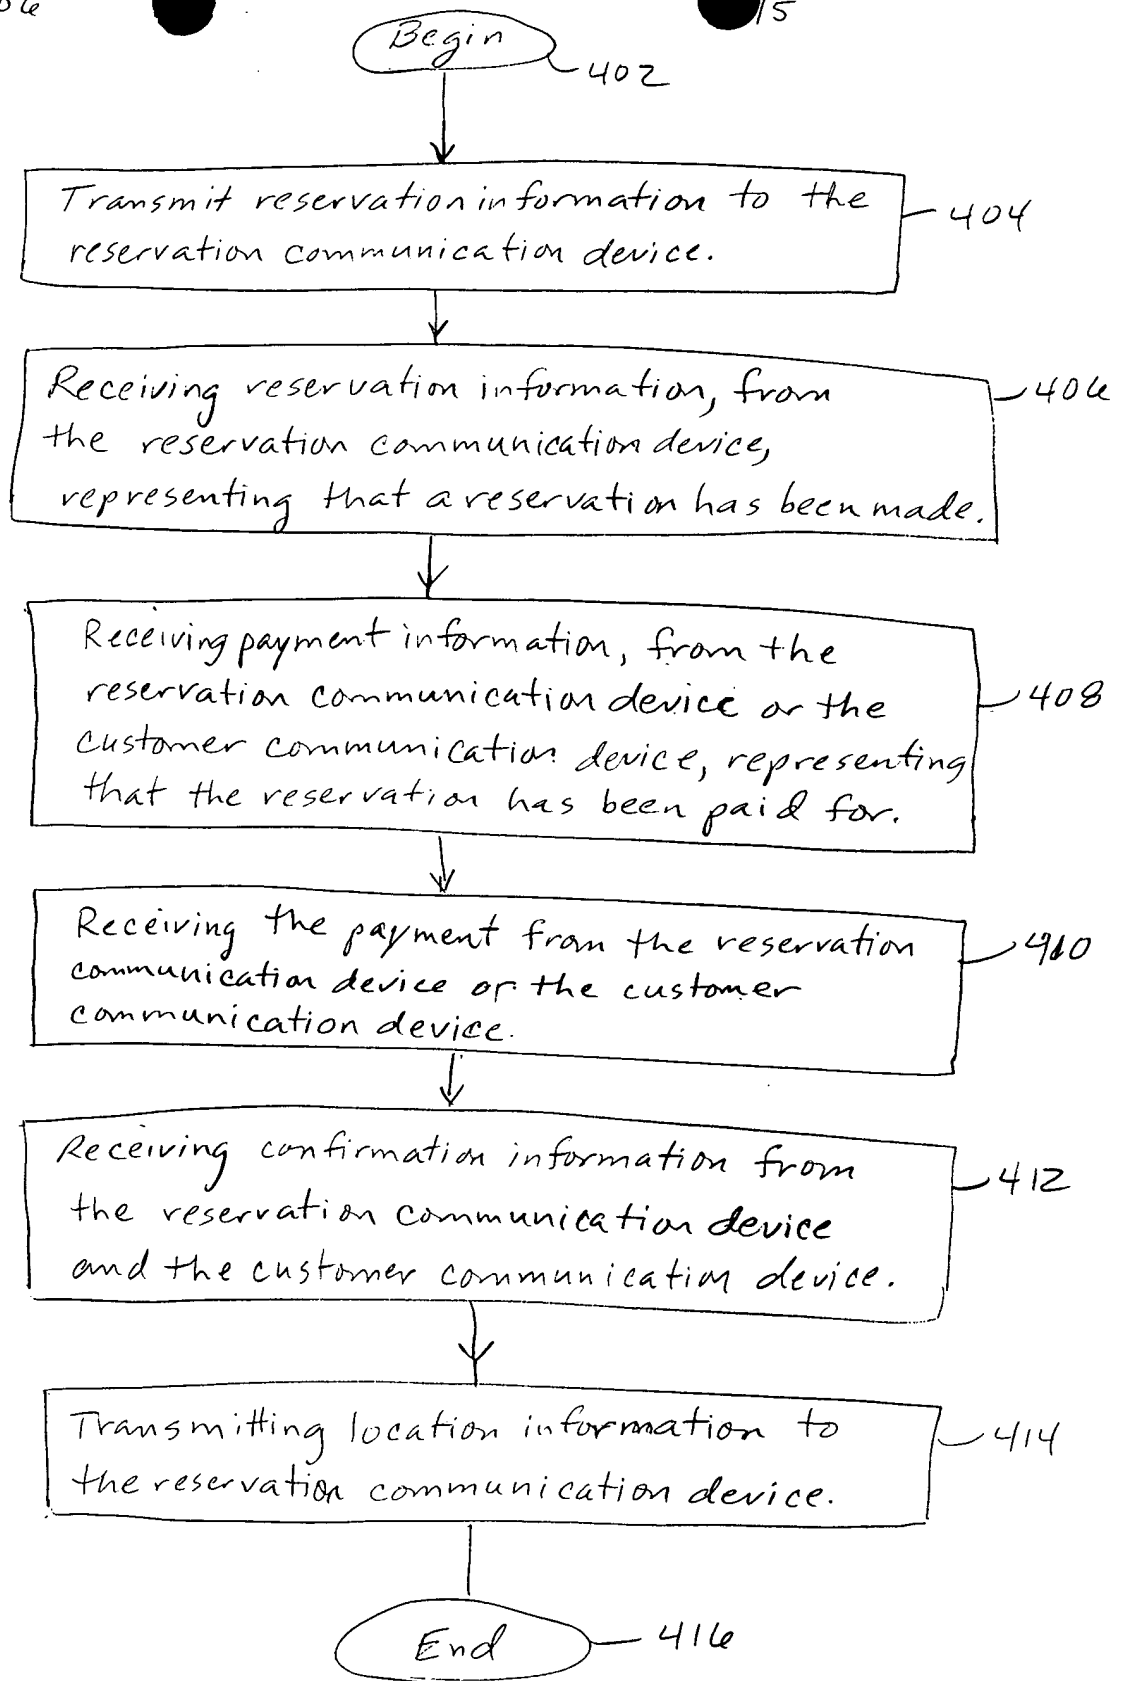 15
Begin
402
Transmit reservation information to the
reservation communication device.
404
Receiving reservation information, from
the reservation communication device,
representing that a reservation has been made.
406
Receiving payment information, from the
reservation communication device or the
customer communication device, representing
that the reservation has been paid for.
408
Receiving the payment from the reservation
communication device or the customer
communication device.
410
Receiving confirmation information from
the reservation communication device
and the customer communication device.
412
Transmitting location information to
the reservation communication device.
414
End
416